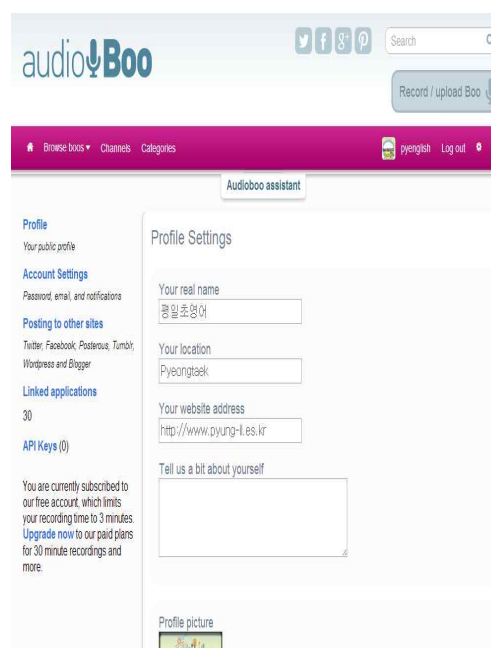 audioBoo
Search
Record / upload Boo
Browse boos Channels Categories
pyenglish Log out
Audioboo assistant
Profile
Your public profile
Account Settings
Password, email, and notifications
Posting to other sites
Twitter, Facebook, Posterous, Tumblr,
Wordpress and Blogger
Linked applications
30
API Keys (0)
You are currently subscribed to
our free account, which limits
your recording time to 3 minutes.
Upgrade now to our paid plans
for 30 minute recordings and
more.
Profile Settings
Your real name
평일초영어
Your location
Pyeongtaek
Your website address
http://www.pyung-il.es.kr
Tell us a bit about yourself
Profile picture